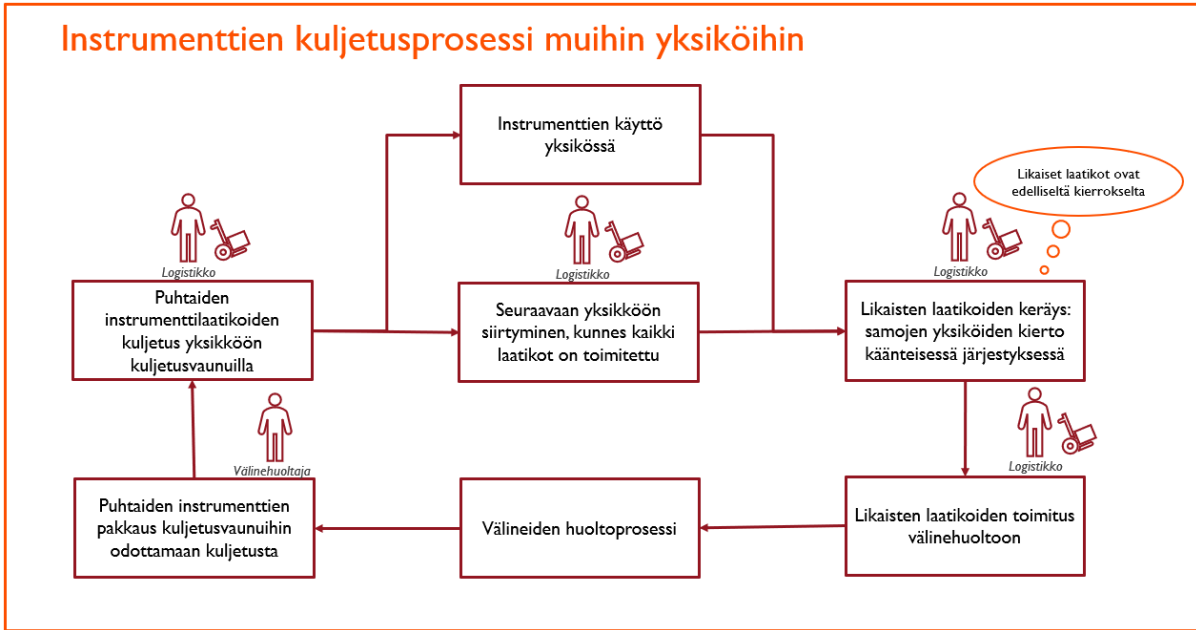 Instrumenttien kuljetusprosessi muihin yksiköihin
Instrumenttien käyttö
yksikössä
Likaiset laatikot ovat
edelliseltä kierrokselta
Logistikko
Puhtaiden
instrumenttilaatikoiden
kuljetus yksikköön
kuljetusvaunuilla
Logistikko
Seuraavaan yksikköön
siirtyminen, kunnes kaikki
laatikot on toimitettu
Logistikko
Likaisten laatikoiden keräys:
samojen yksiköiden kierto
käänteisessä järjestyksessä
Välinehuoltaja
Puhtaiden instrumenttien
pakkaus kuljetusvaunuihin
odottamaan kuljetusta
Välineiden huoltoprosessi
Logistikko
Likaisten laatikoiden toimitus
välinehuoltoon